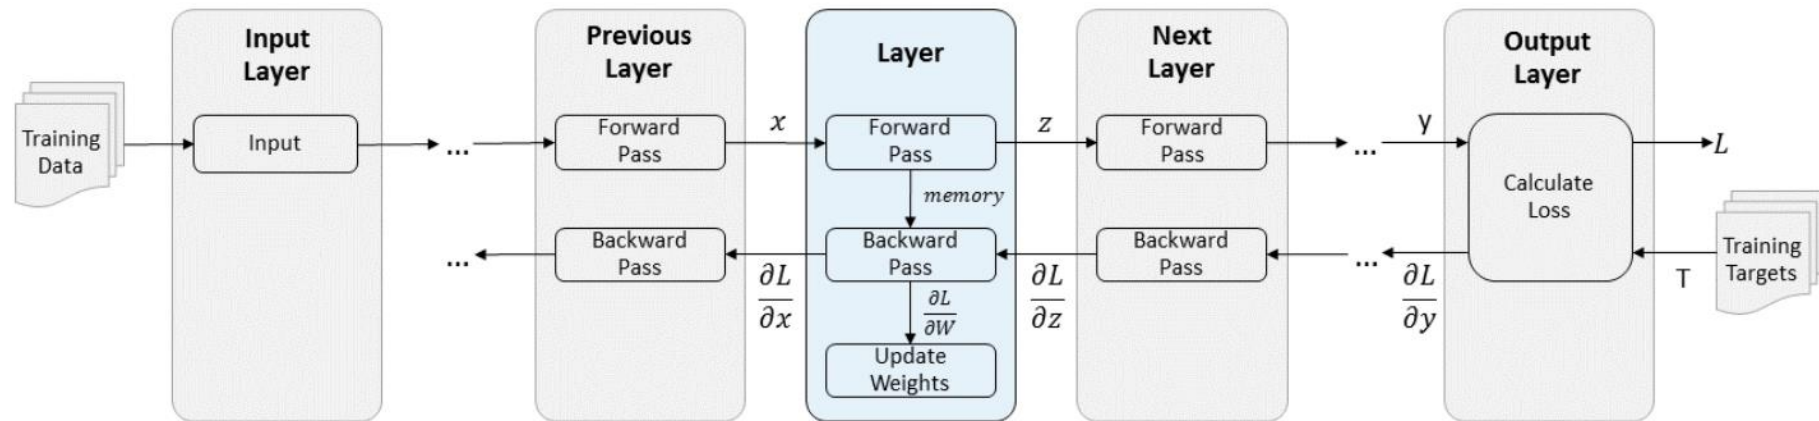 Input
Layer
Previous
Layer
Layer
Next
Layer
Output
Layer
Training
Data
Input
...
Forward
Pass
x
Forward
Pass
z
Forward
Pass
...
y
Calculate
Loss
L
memory
...
Backward
Pass
∂L
∂x
Backward
Pass
∂L
∂z
Backward
Pass
...
∂L
∂y
T
Training
Targets
∂L
∂W
Update
Weights